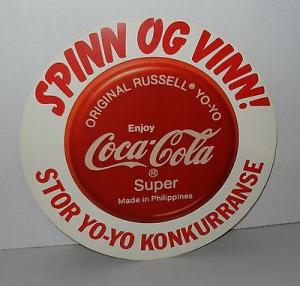 SPINN OG VINN!
ORIGINAL RUSSELL® YO-YO
Enjoy
Coca-Cola
®
Super
Made in Philippines
STOR YO-YO KONKURRANSE